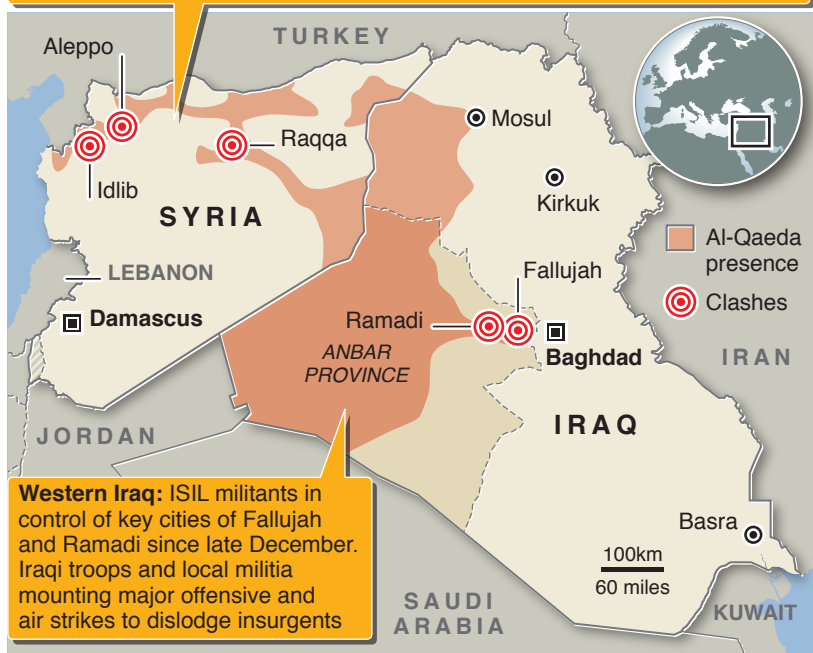 TURKEY
Aleppo
Mosul
Raqqa
Idlib
Kirkuk
SYRIA
Al-Qaeda
presence
LEBANON
Fallujah
Clashes
Damascus
Ramadi
ANBAR
PROVINCE
Baghdad
IRAN
JORDAN
IRAQ
Western Iraq: ISIL militants in
control of key cities of Fallujah
and Ramadi since late December.
Iraqi troops and local militia
mounting major offensive and
air strikes to dislodge insurgents
Basra
100km
60 miles
SAUDI
ARABIA
KUWAIT